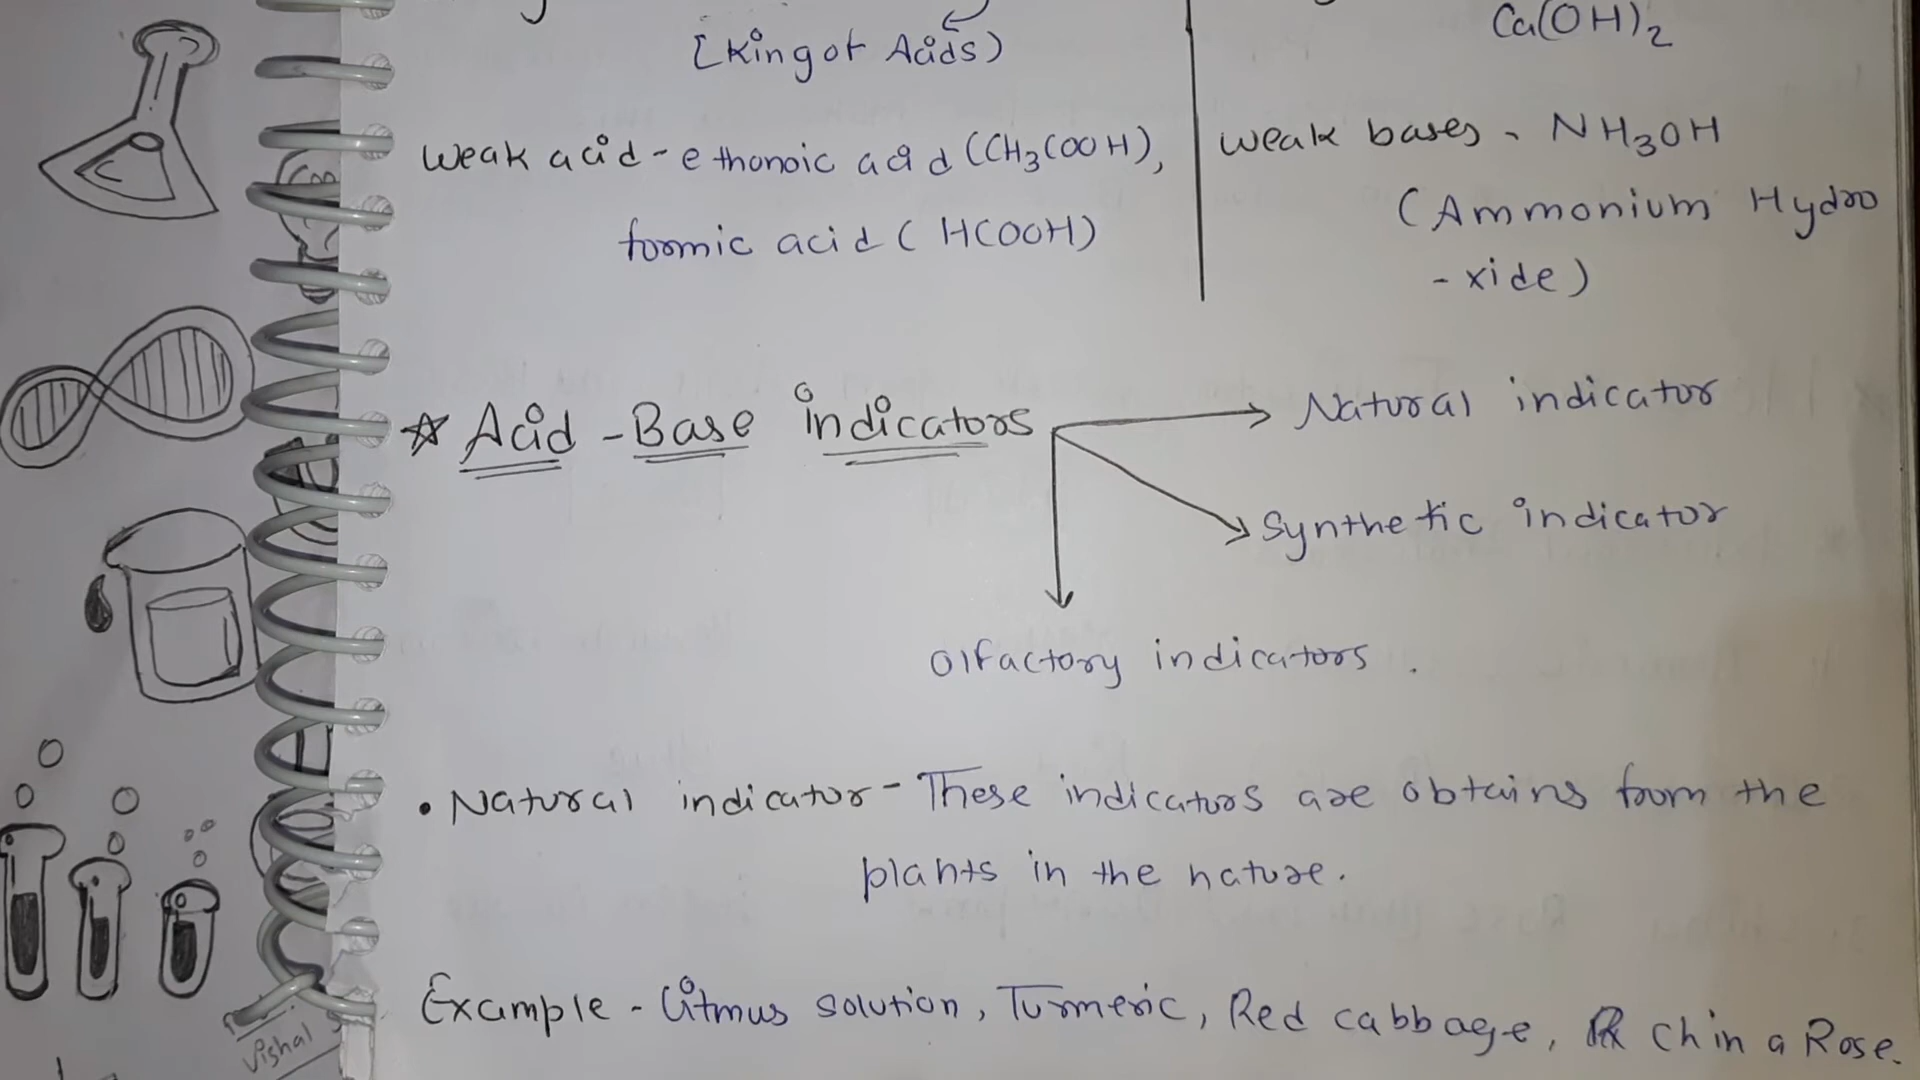 [King of Acids)
Ca(OH)2
Weak acid - ethonoic acid (CH3COOH),
formic acid ( HCOOH)
weak bases - NH3OH
(Ammonium Hydro
- xide)
☆ Acid - Base indicators
Natural indicator
Synthetic indicator
Olfactory indicators .
• Natural indicator - These indicators are obtains from the
plants in the nature.
Example - Litmus solution, Turmeric, Red cabbage, China Rose.
Vishal